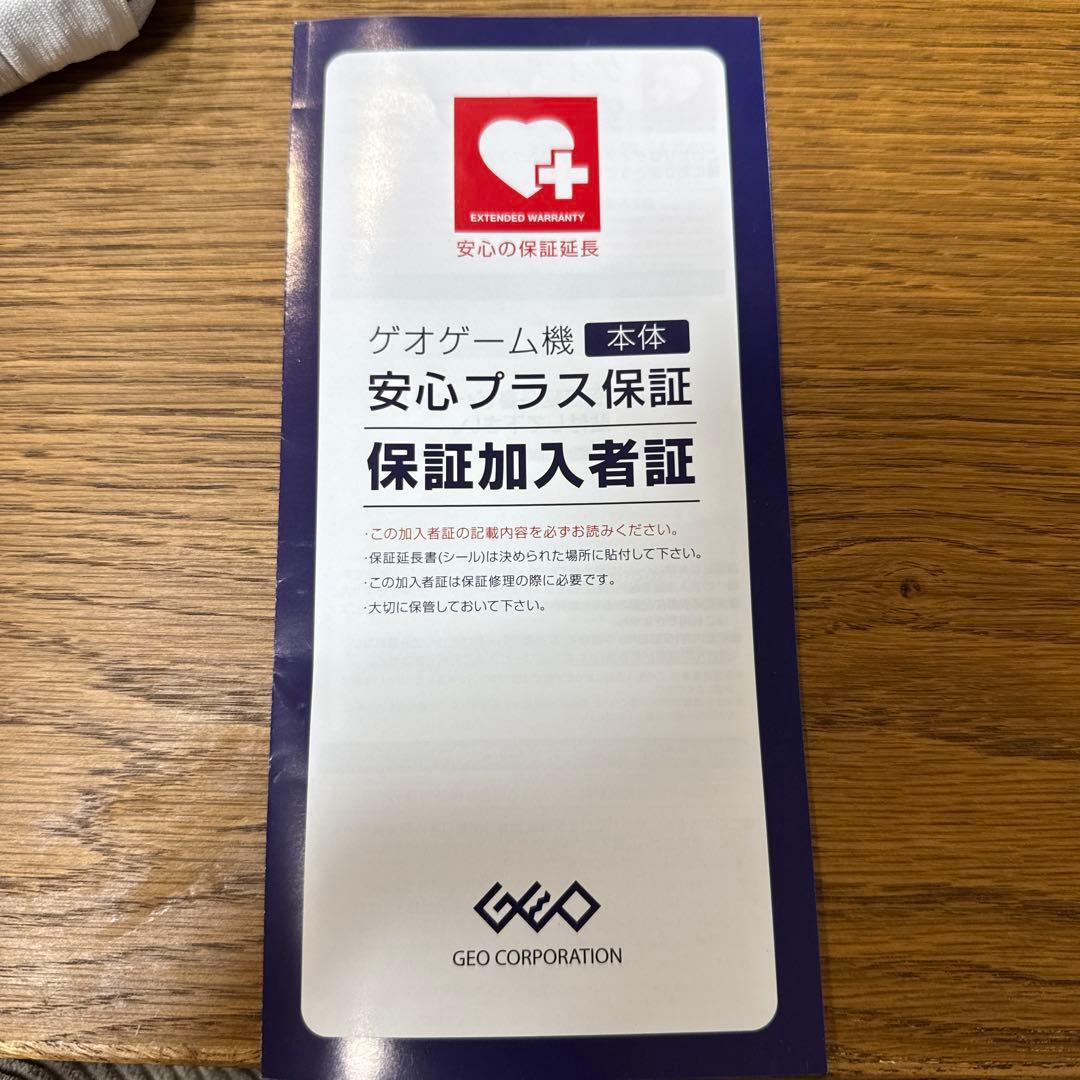 EXTENDED WARRANTY
安心の保証延長
ゲオゲーム機 本体
安心プラス保証
保証加入者証
・この加入者証の記載内容を必ずお読みください。
・保証延長書(シール)は決められた場所に貼付して下さい。
・この加入者証は保証修理の際に必要です。
・大切に保管しておいて下さい。
GEO
GEO CORPORATION